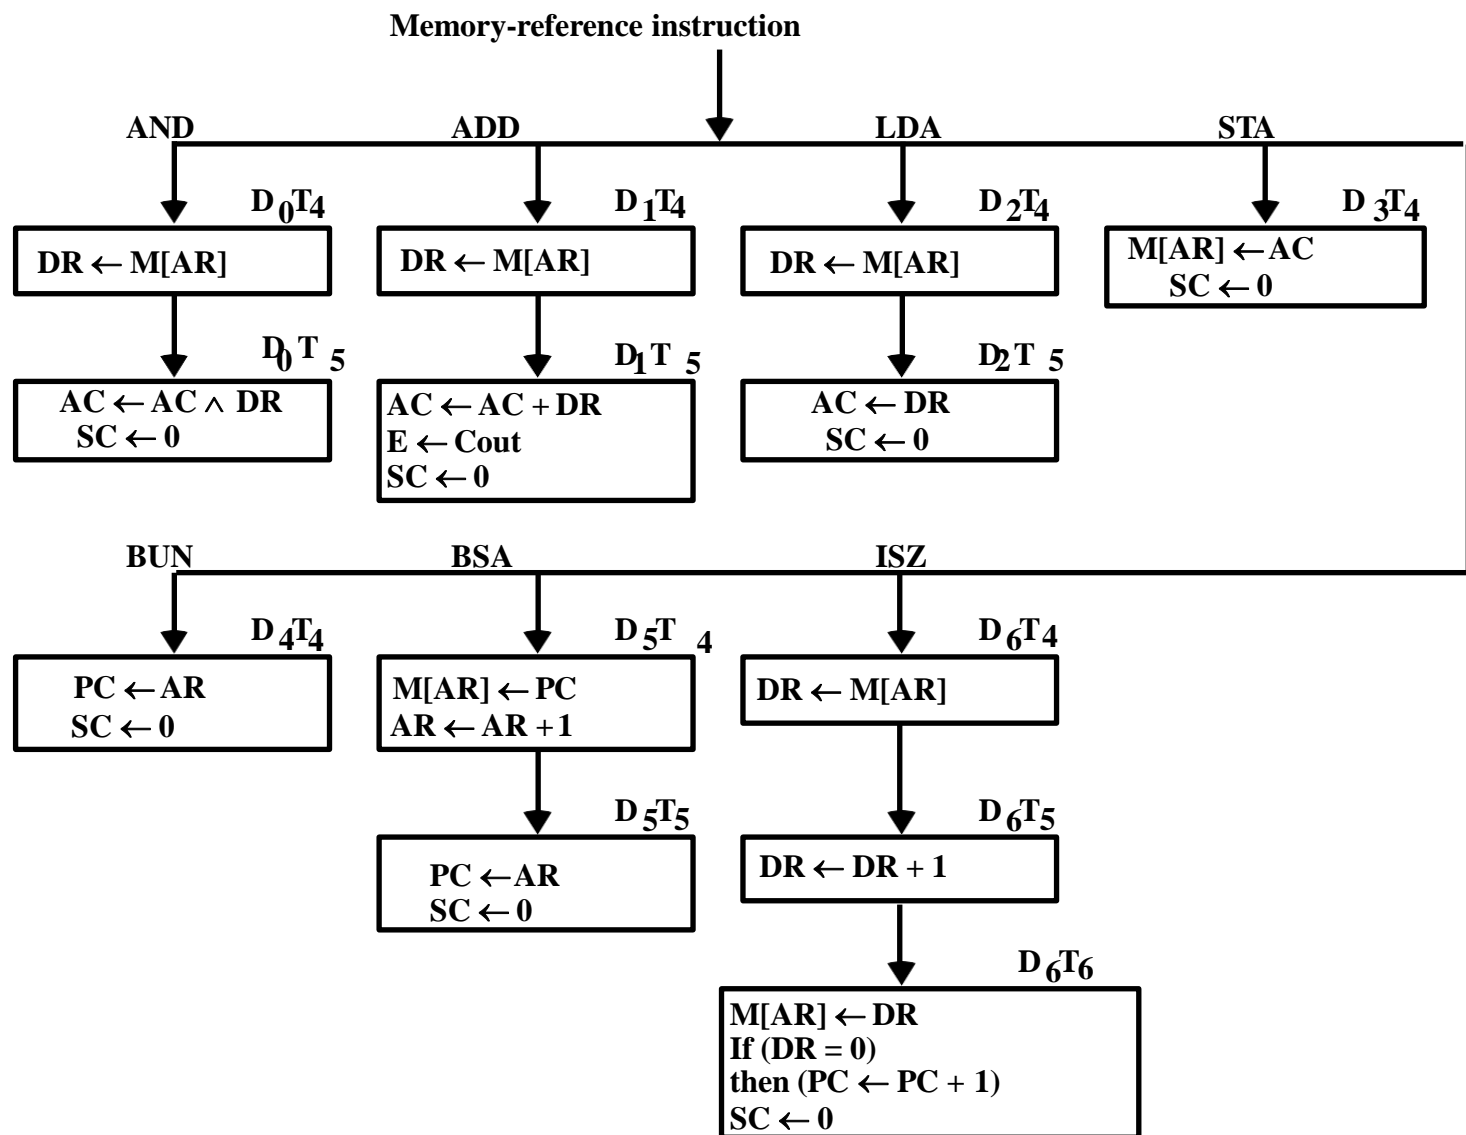 Memory-reference instruction
AND ADD LDA STA
D0T4 D1T4 D2T4 D3T4
DR ← M[AR]
DR ← M[AR]
DR ← M[AR]
M[AR] ← AC
SC ← 0
D0T5 D1T5 D2T5
AC ← AC ∧ DR
SC ← 0
AC ← AC + DR
E ← Cout
SC ← 0
AC ← DR
SC ← 0
BUN BSA ISZ
D4T4 D5T4 D6T4
PC ← AR
SC ← 0
M[AR] ← PC
AR ← AR + 1
DR ← M[AR]
D5T5 D6T5
PC ← AR
SC ← 0
DR ← DR + 1
D6T6
M[AR] ← DR
If (DR = 0)
then (PC ← PC + 1)
SC ← 0